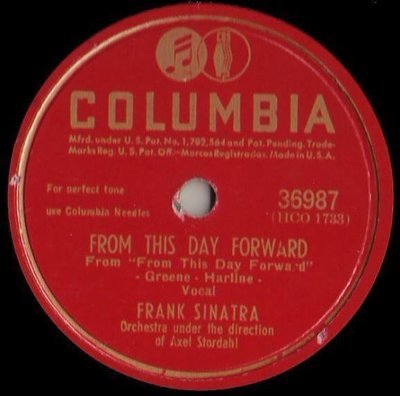 COLUMBIA
Mfrd. under U.S. Pat. No. 1,702,564 and Pat. Pending. Trade-
Marks Reg. U.S. Pat. Off.-Marcas Registradas. Made in U.S.A.
For perfect tone
use Columbia Needles
36987
(HCO 1733)
FROM THIS DAY FORWARD
From "From This Day Forward"
- Greene - Harline -
Vocal
FRANK SINATRA
Orchestra under the direction
of Axel Stordahl